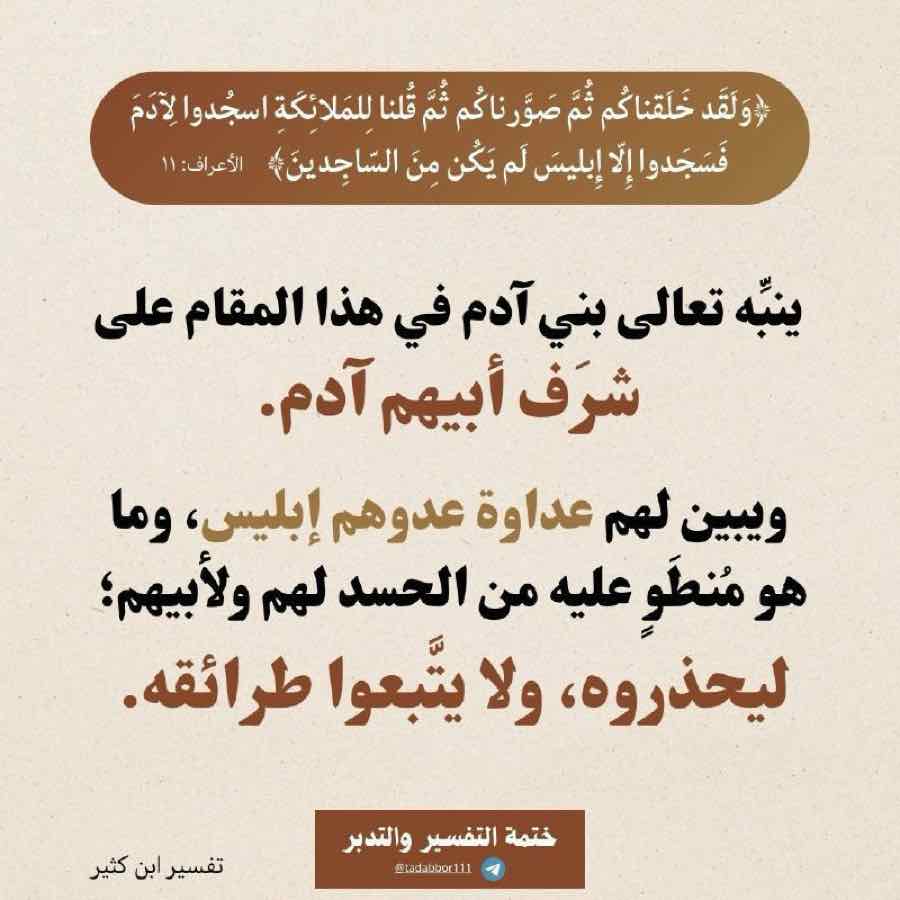 ﴿وَلَقَد خَلَقناكُم ثُمَّ صَوَّرناكُم ثُمَّ قُلنا لِلمَلائِكَةِ اسجُدوا لِآدَمَ
فَسَجَدوا إِلّا إِبليسَ لَم يَكُن مِنَ السّاجِدينَ﴾ الأعراف: ١١
ينبِّه تعالى بني آدم في هذا المقام على
شرَف أبيهم آدم.
ويبين لهم عداوة عدوهم إبليس، وما
هو مُنطَوٍ عليه من الحسد لهم ولأبيهم؛
ليحذروه، ولا يتَّبعوا طرائقه.
ختمة التفسير والتدبر
@tadabbor111
تفسير ابن كثير